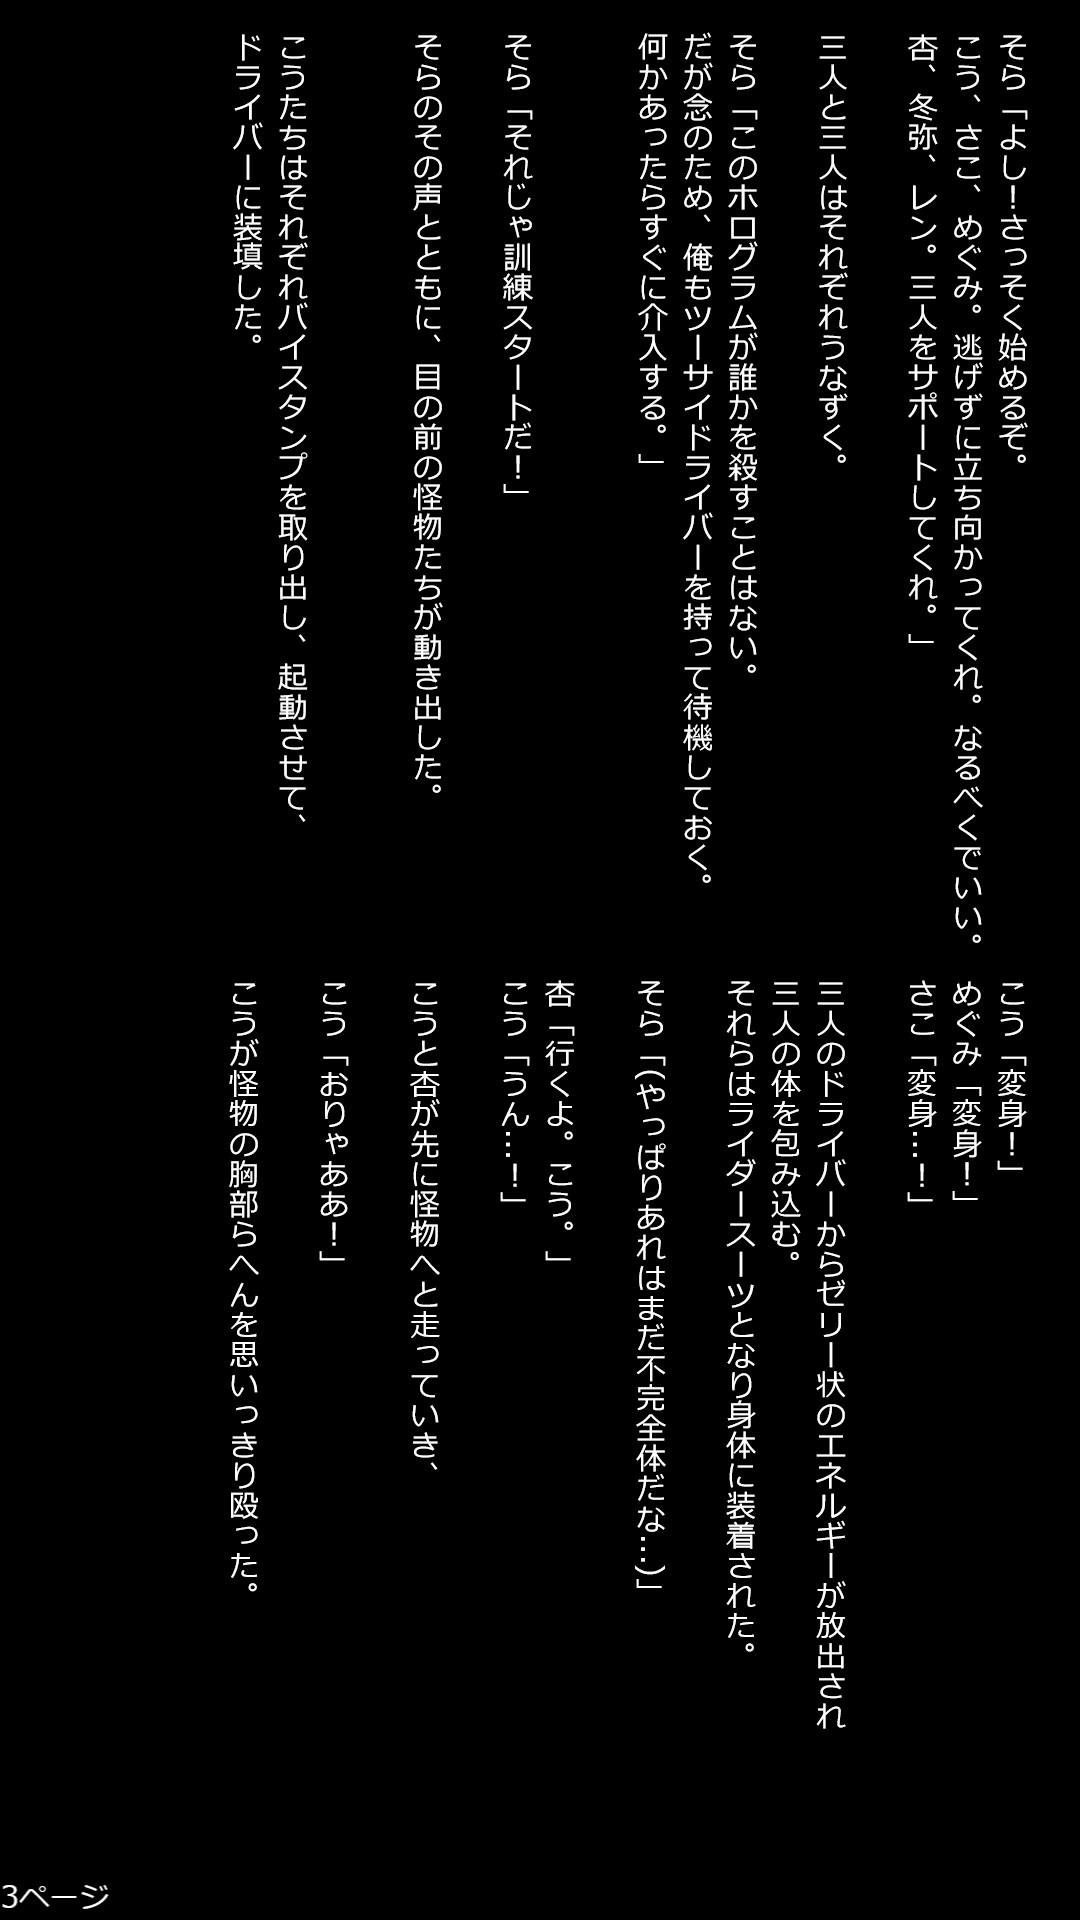 そら「よし！さっそく始めるぞ。
こう、さこ、めぐみ。逃げずに立ち向かってくれ。なるべくでいい。
杏、冬弥、レン。三人をサポートしてくれ。」
三人と三人はそれぞれうなずく。
そら「このホログラムが誰かを殺すことはない。
だが念のため、俺もツーサイドライバーを持って待機しておく。
何かあったらすぐに介入する。」
そら「それじゃ訓練スタートだ！」
そらのその声とともに、目の前の怪物たちが動き出した。
こうたちはそれぞれバイスタンプを取り出し、起動させて、
ドライバーに装填した。
こう「変身！」
めぐみ「変身！」
さこ「変身…！」
三人のドライバーからゼリー状のエネルギーが放出され
三人の体を包み込む。
それらはライダースーツとなり身体に装着された。
そら「(やっぱりあれはまだ不完全体だな…)」
杏「行くよ。こう。」
こう「うん…！」
こうと杏が先に怪物へと走っていき、
こう「おりゃああ！」
こうが怪物の胸部らへんを思いっきり殴った。
3ページ